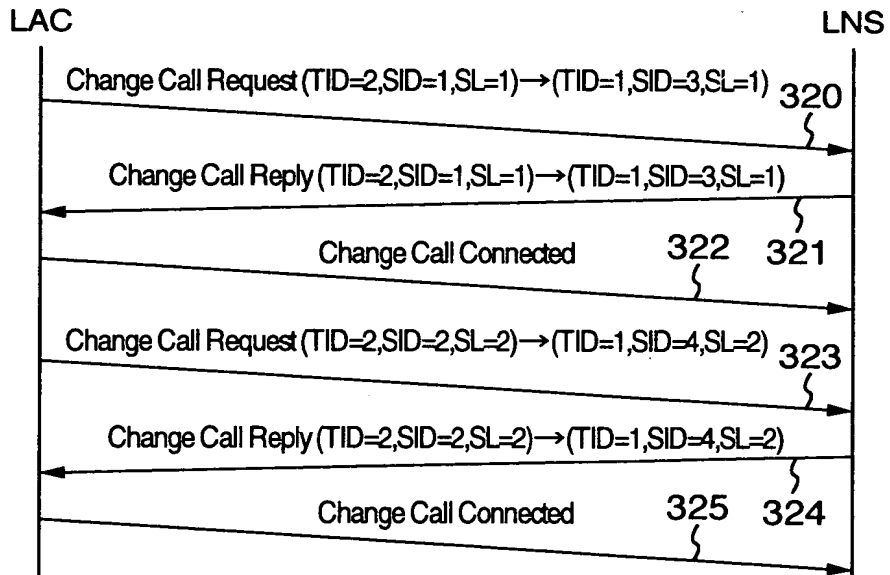 LAC
LNS
Change Call Request (TID=2,SID=1,SL=1)→(TID=1,SID=3,SL=1)
320
Change Call Reply (TID=2,SID=1,SL=1)→(TID=1,SID=3,SL=1)
321
Change Call Connected
322
Change Call Request (TID=2,SID=2,SL=2)→(TID=1,SID=4,SL=2)
323
Change Call Reply (TID=2,SID=2,SL=2)→(TID=1,SID=4,SL=2)
324
Change Call Connected
325